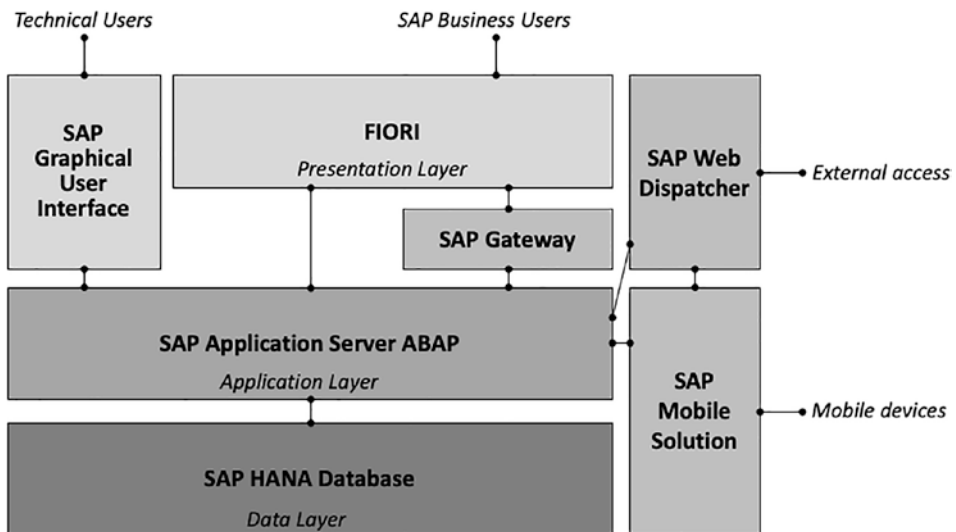 Technical Users
SAP Business Users
SAP
Graphical
User
Interface
FIORI
Presentation Layer
SAP Web
Dispatcher
External access
SAP Gateway
SAP Application Server ABAP
Application Layer
SAP
Mobile
Solution
Mobile devices
SAP HANA Database
Data Layer